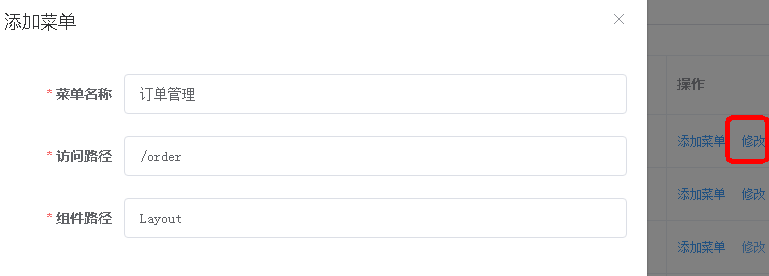 添加菜单
* 菜单名称 订单管理
* 访问路径 /order
* 组件路径 Layout
操作
添加菜单 修改
添加菜单 修改
添加菜单 修改